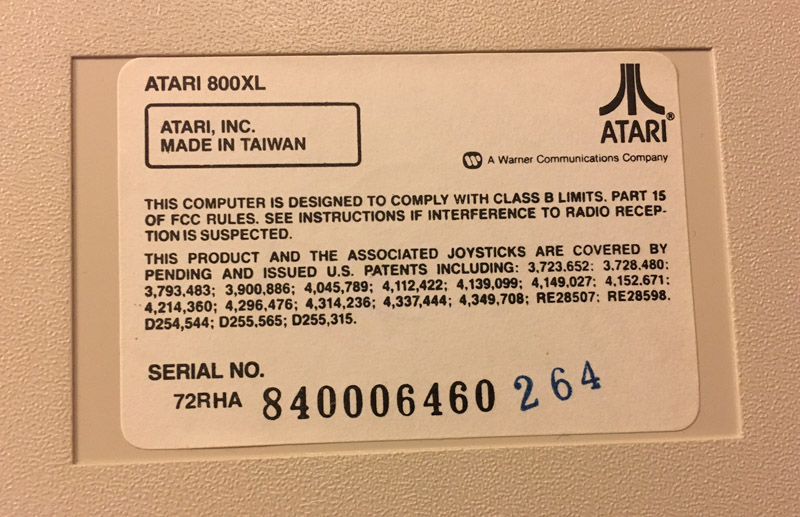 ATARI 800XL
ATARI, INC.
MADE IN TAIWAN
ATARI®
A Warner Communications Company
THIS COMPUTER IS DESIGNED TO COMPLY WITH CLASS B LIMITS. PART 15
OF FCC RULES. SEE INSTRUCTIONS IF INTERFERENCE TO RADIO RECEP-
TION IS SUSPECTED.
THIS PRODUCT AND THE ASSOCIATED JOYSTICKS ARE COVERED BY
PENDING AND ISSUED U.S. PATENTS INCLUDING: 3,723.652: 3.728.480:
3,793,483; 3,900,886; 4,045,789; 4,112,422; 4,139,099; 4,149,027; 4,152.671:
4,214,360; 4,296,476; 4,314,236; 4,337,444; 4,349,708; RE28507; RE28598.
D254,544; D255,565; D255,315.
SERIAL NO.
72RHA 840006460 264